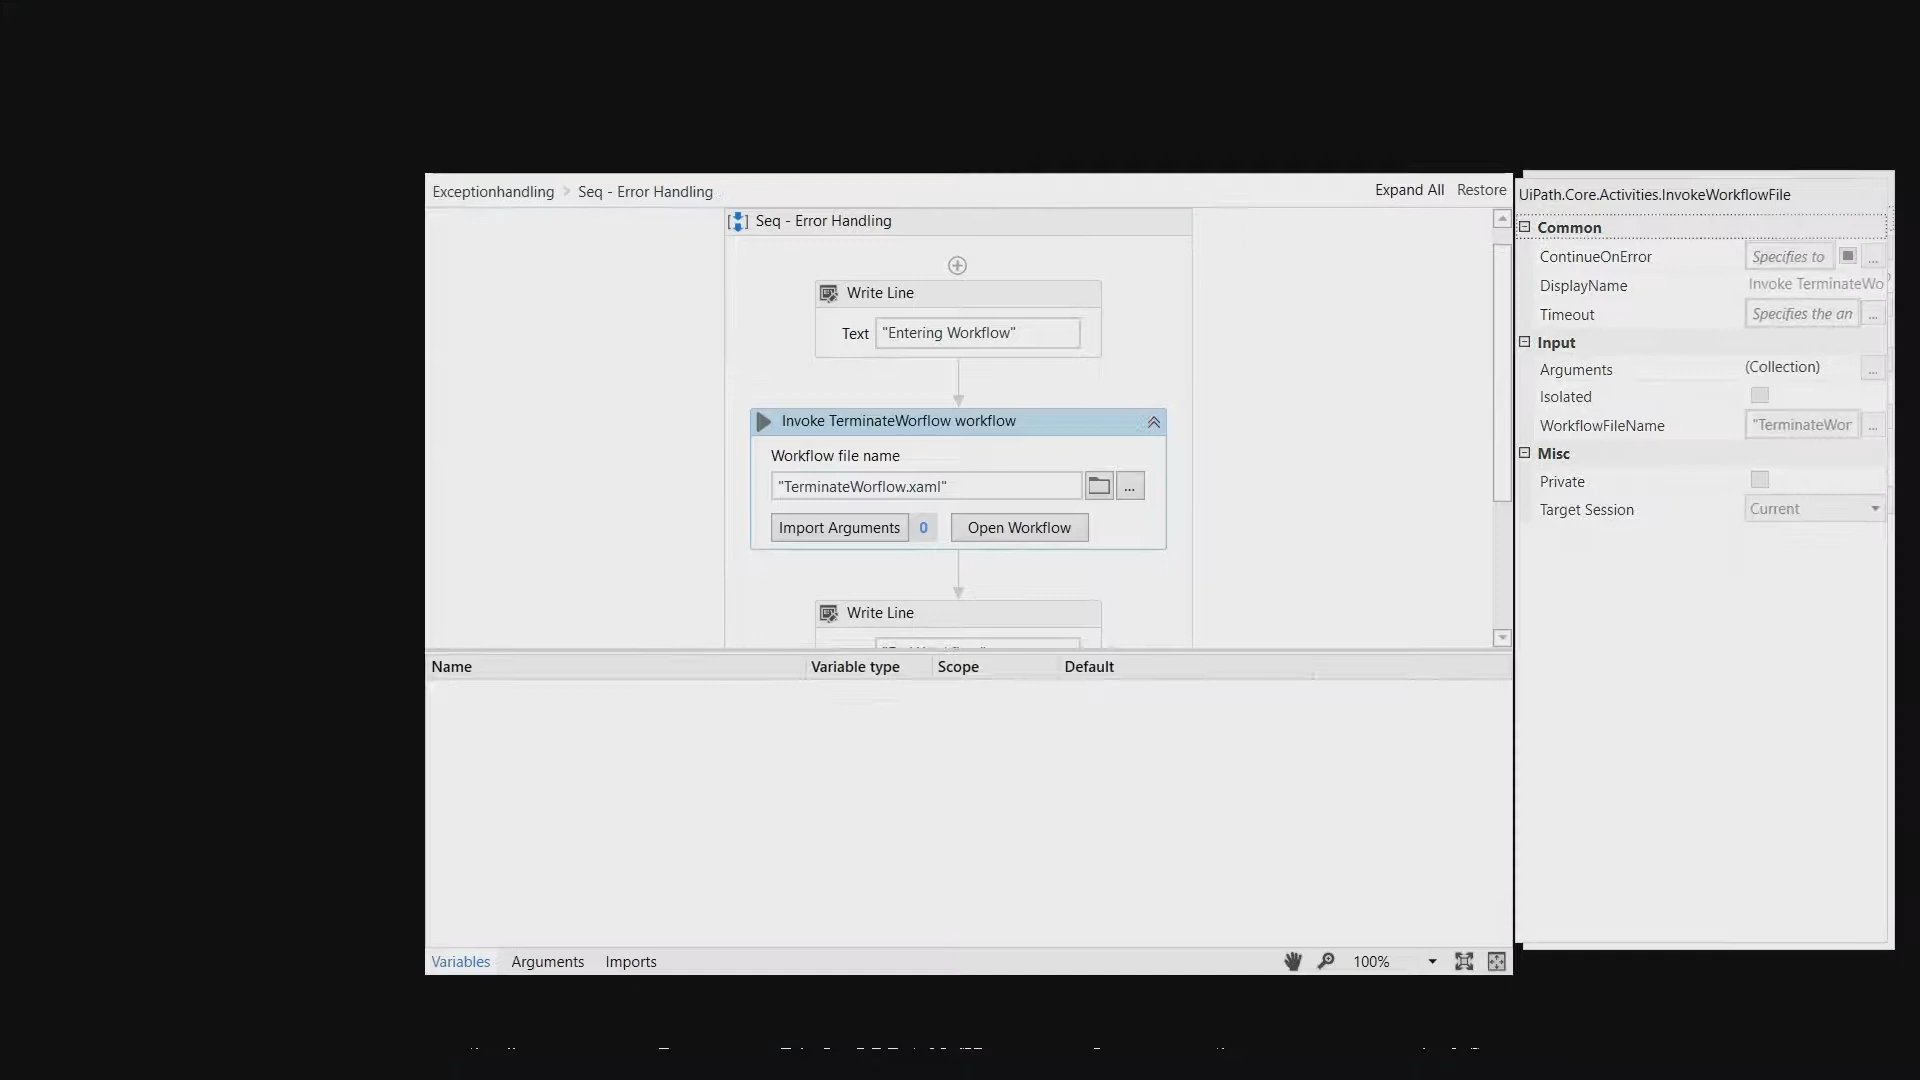 Exceptionhandling > Seq - Error Handling
Expand All Restore
Seq - Error Handling
Write Line
Text "Entering Workflow"
Invoke TerminateWorflow workflow
Workflow file name
"TerminateWorflow.xaml" ...
Import Arguments 0 Open Workflow
Write Line
Name Variable type Scope Default
Variables Arguments Imports
100%
UiPath.Core.Activities.InvokeWorkflowFile
Common
ContinueOnError Specifies to ...
DisplayName Invoke TerminateWo
Timeout Specifies the an ...
Input
Arguments (Collection) ...
Isolated
WorkflowFileName "TerminateWor ...
Misc
Private
Target Session Current